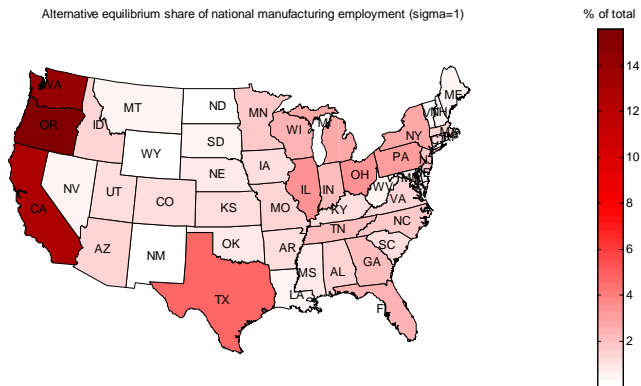 Alternative equilibrium share of national manufacturing employment (sigma=1)
% of total
WA
MT
ND
MN
ME
VT
NH
OR
ID
SD
WI
MI
NY
WY
IA
PA
NJ
NE
IL
IN
OH
NV
UT
CO
KS
MO
WV
VA
KY
CA
OK
TN
NC
AZ
NM
AR
SC
MS
AL
GA
TX
LA
FL
14
12
10
8
6
4
2